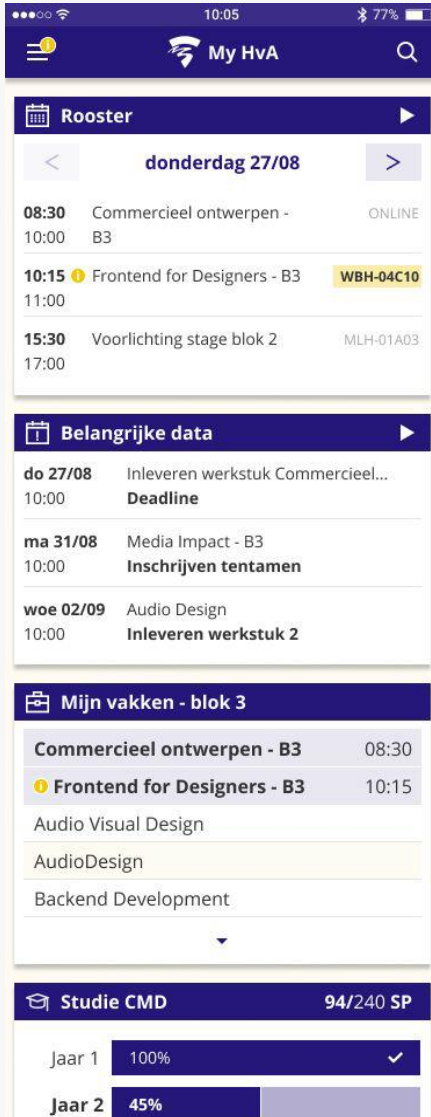 10:05
77%
My HvA
Rooster
< donderdag 27/08 >
08:30 Commercieel ontwerpen -
10:00 B3
ONLINE
10:15 Frontend for Designers - B3 WBH-04C10
11:00
15:30 Voorlichting stage blok 2 MLH-01A03
17:00
Belangrijke data
do 27/08 Inleveren werkstuk Commercieel...
10:00 Deadline
ma 31/08 Media Impact - B3
10:00 Inschrijven tentamen
woe 02/09 Audio Design
10:00 Inleveren werkstuk 2
Mijn vakken - blok 3
Commercieel ontwerpen - B3 08:30
Frontend for Designers - B3 10:15
Audio Visual Design
AudioDesign
Backend Development
Studie CMD 94/240 SP
Jaar 1 100%
Jaar 2 45%